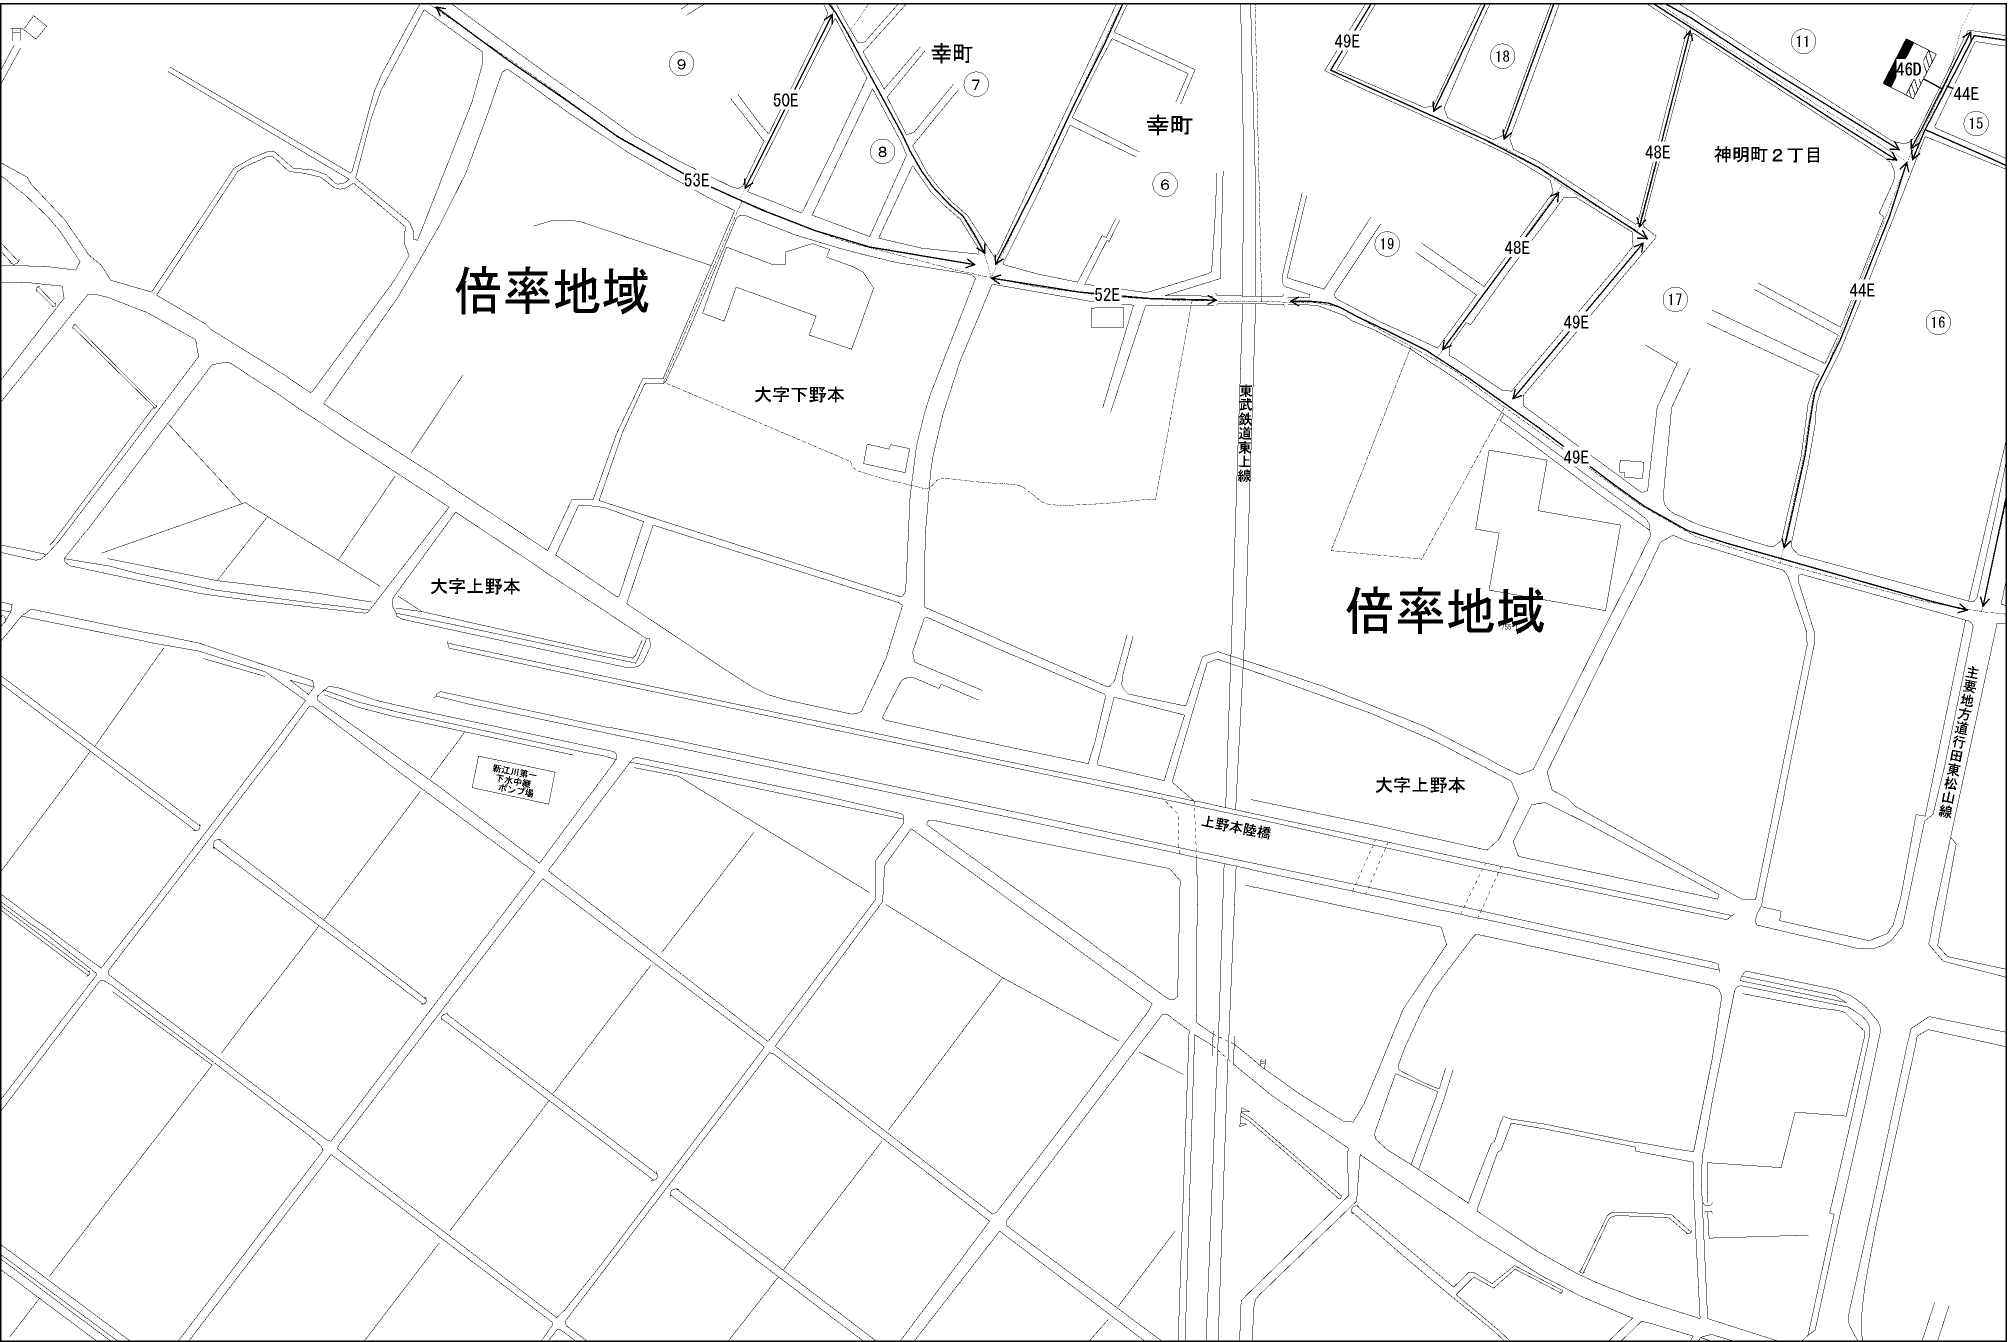 49E
⑱
⑪
46D
44E
⑮
⑨
幸町
⑦
50E
幸町
⑧
53E
⑥
48E
神明町2丁目
⑲
48E
倍率地域
52E
49E
⑰
44E
⑯
大字下野本
東武鉄道東上線
49E
大字上野本
倍率地域
主要地方道行田東松山線
新江川第一
下水中継
ポンプ場
大字上野本
上野本陸橋